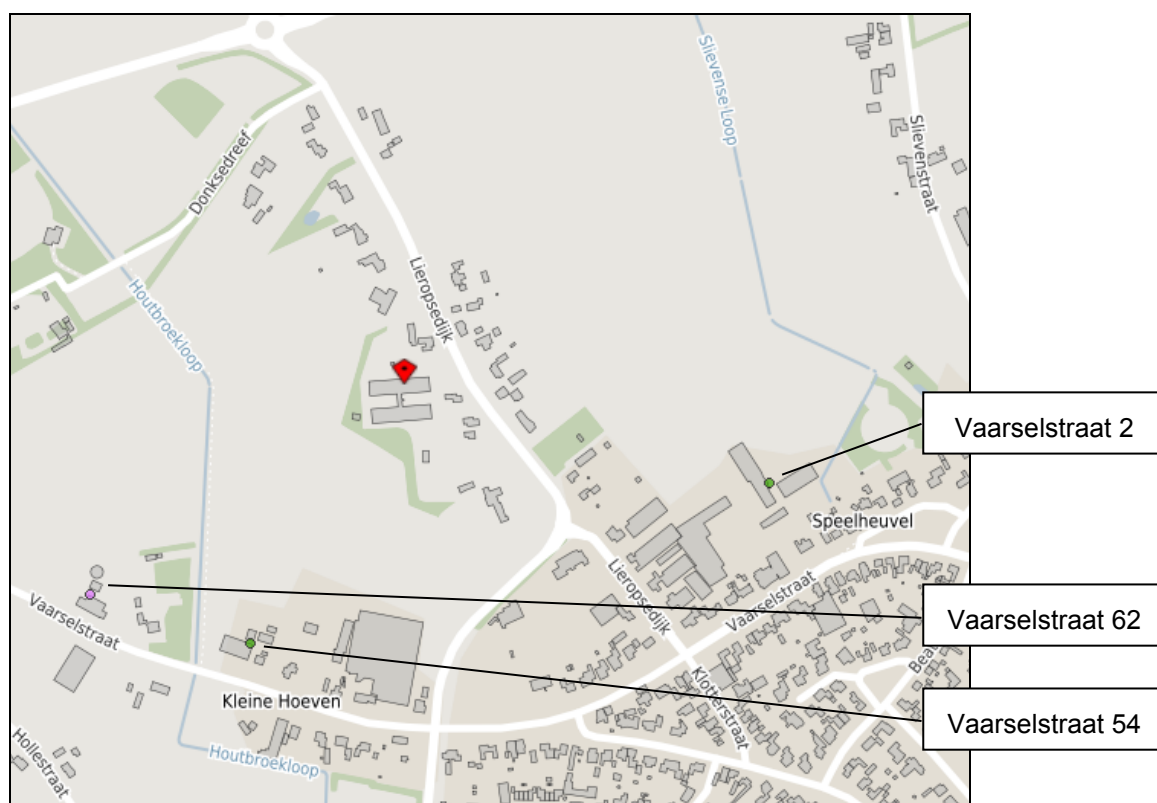 Slievense Loop
Slievenstraat
Donksedreef
Lieropsedijk
Houtbroekloop
Vaarselstraat 2
Speelheuvel
Lieropsedijk
Vaarselstraat
Vaarselstraat
Vaarselstraat 62
Kleine Hoeven
Klotterstraat
Vaarselstraat 54
Hollestraat
Houtbroekloop